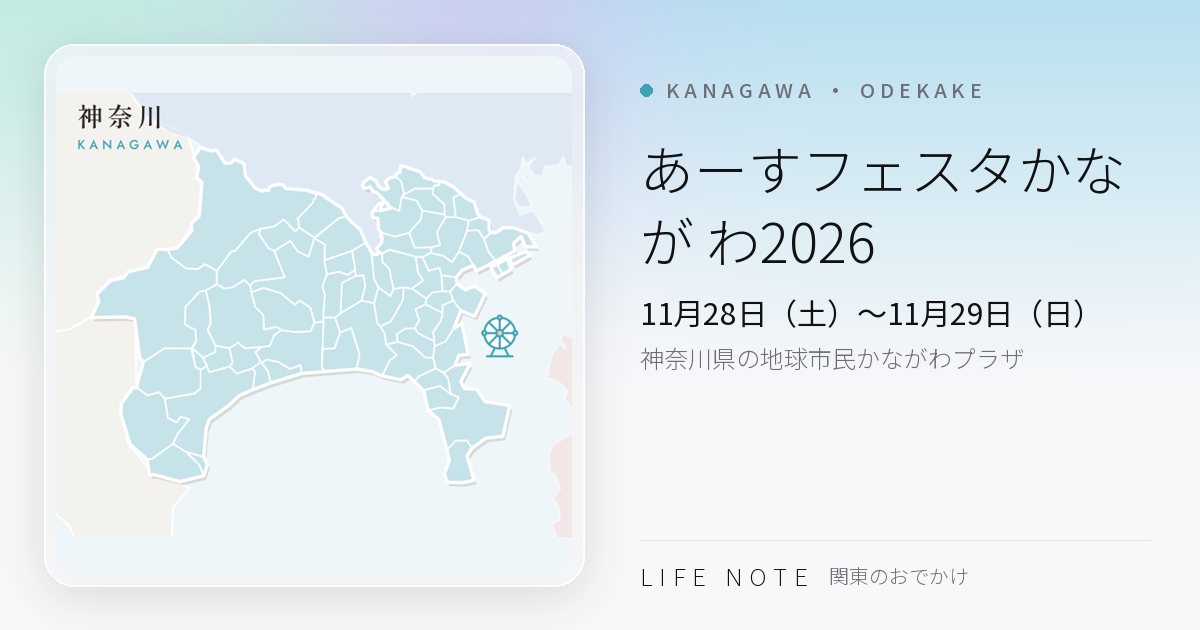 神奈川
KANAGAWA
KANAGAWA • ODEKAKE
あーすフェスタかな
が わ2026
11月28日（土）〜11月29日（日）
神奈川県の地球市民かながわプラザ
LIFE NOTE 関東のおでかけ